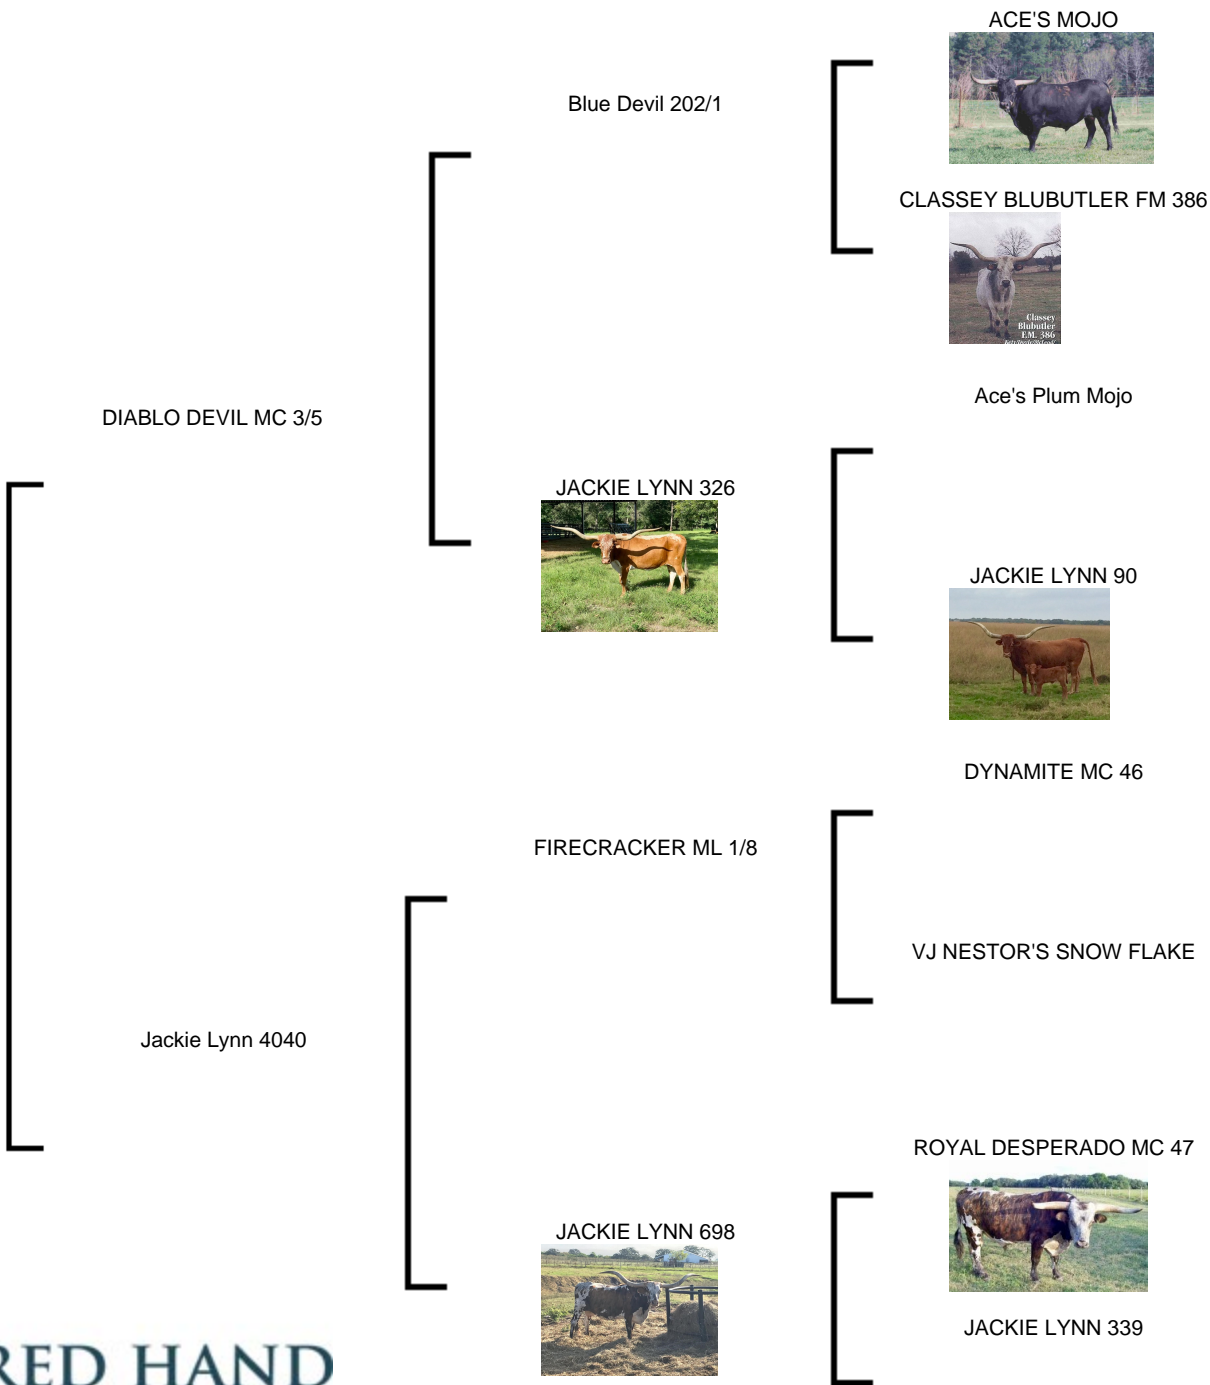 ACE'S MOJO
Blue Devil 202/1
CLASSEY BLUBUTLER FM 386
Classey
Blubutler
F.M. 386
Ace's Plum Mojo
DIABLO DEVIL MC 3/5
JACKIE LYNN 326
JACKIE LYNN 90
DYNAMITE MC 46
FIRECRACKER ML 1/8
VJ NESTOR'S SNOW FLAKE
Jackie Lynn 4040
ROYAL DESPERADO MC 47
JACKIE LYNN 698
JACKIE LYNN 339
RED HAND